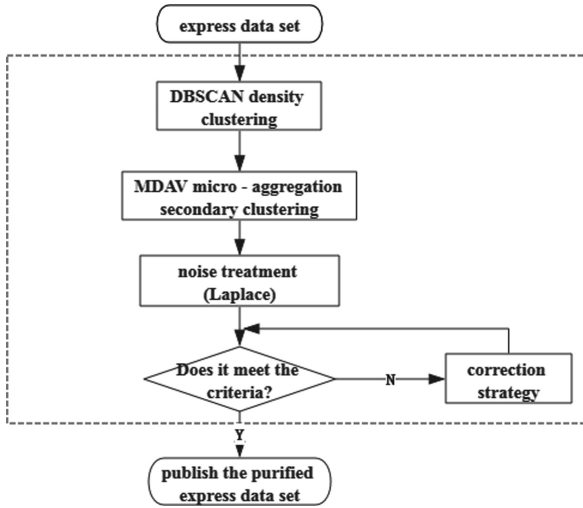 express data set
DBSCAN density
clustering
MDAV micro - aggregation
secondary clustering
noise treatment
(Laplace)
Does it meet the
criteria?
N
correction
strategy
Y
publish the purified
express data set